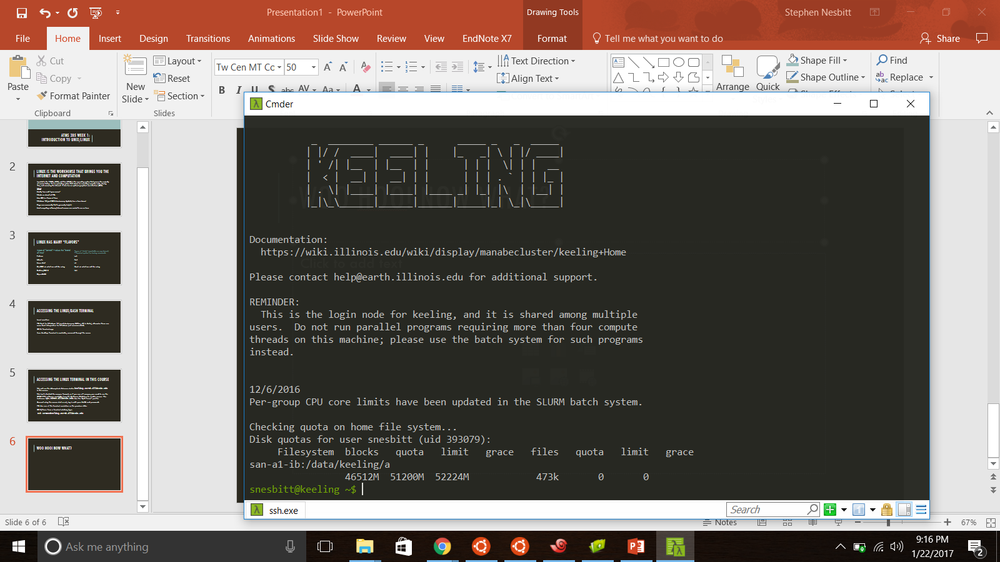 Presentation1 - PowerPoint
Drawing Tools
Stephen Nesbitt
File
Home
Insert
Design
Transitions
Animations
Slide Show
Review
View
EndNote X7
Format
Tell me what you want to do
Share
Paste
Cut
Copy
Format Painter
Clipboard
New
Slide
Layout
Reset
Section
Slides
Tw Cen MT Cc
50
Text Direction
Align Text
Arrange
Quick
Shape Fill
Shape Outline
Find
Replace
ATMS 305 WEEK 1:
INTRODUCTION TO UNIX/LINUX
2
LINUX IS THE WORKHORSE THAT BRINGS YOU THE
INTERNET AND COMPUTATION
3
LINUX HAS MANY "FLAVORS"
4
ACCESSING THE LINUX/BASH TERMINAL
5
ACCESSING THE LINUX TERMINAL IN THIS COURSE
6
WOO HOO! NOW WHAT?
Cmder
KEELING
WOO HOO! NOW WHAT?
Click to add text
Documentation:
https://wiki.illinois.edu/wiki/display/manabecluster/keeling+Home
Please contact help@earth.illinois.edu for additional support.
REMINDER:
This is the login node for keeling, and it is shared among multiple
users. Do not run parallel programs requiring more than four compute
threads on this machine; please use the batch system for such programs
instead.
12/6/2016
Per-group CPU core limits have been updated in the SLURM batch system.
Checking quota on home file system...
Disk quotas for user snesbitt (uid 393079):
Filesystem blocks quota limit grace files quota limit grace
san-a1-ib:/data/keeling/a
46512M 51200M 52224M 473k 0 0
snesbitt@keeling ~$
ssh.exe
Search
Slide 6 of 6
Notes
67%
Ask me anything
9:16 PM
1/22/2017
2